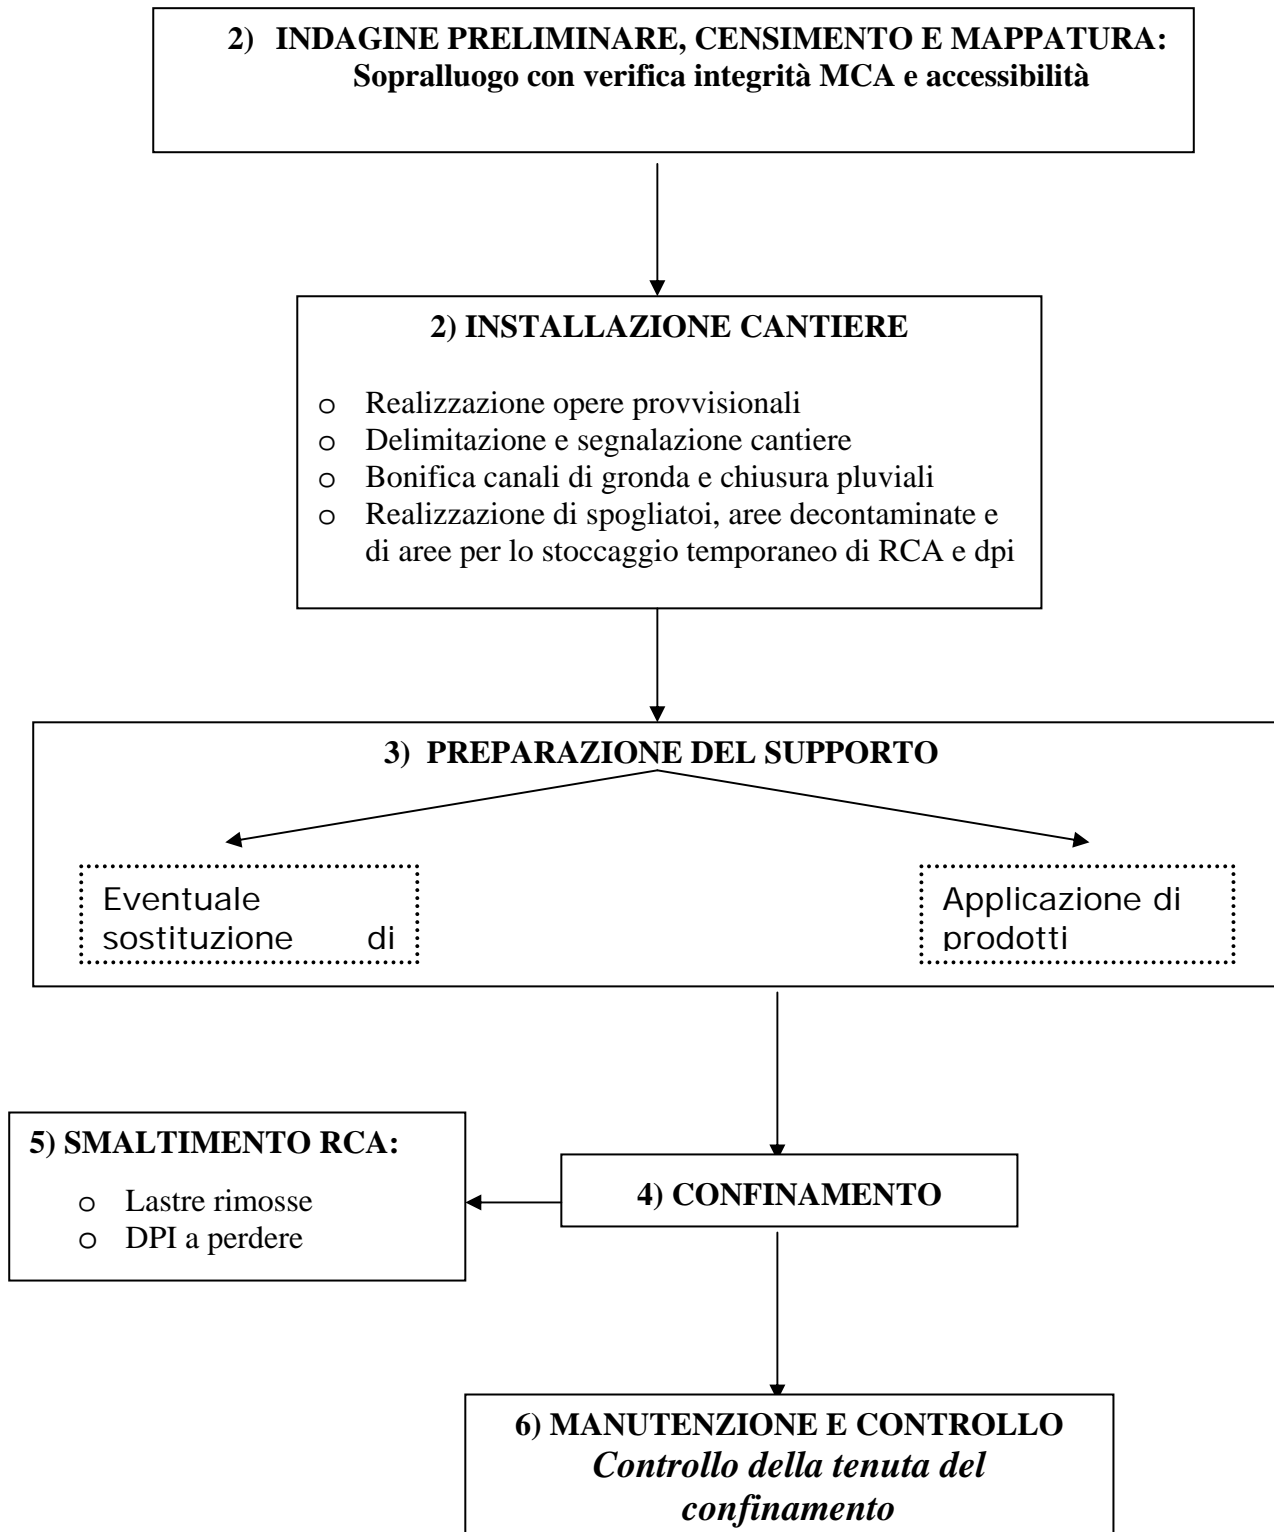 2) INDAGINE PRELIMINARE, CENSIMENTO E MAPPATURA:
Sopralluogo con verifica integrità MCA e accessibilità
2) INSTALLAZIONE CANTIERE
o Realizzazione opere provvisionali
o Delimitazione e segnalazione cantiere
o Bonifica canali di gronda e chiusura pluviali
o Realizzazione di spogliatoi, aree decontaminate e
di aree per lo stoccaggio temporaneo di RCA e dpi
3) PREPARAZIONE DEL SUPPORTO
Eventuale
sostituzione di
Applicazione di
prodotti
5) SMALTIMENTO RCA:
o Lastre rimosse
o DPI a perdere
4) CONFINAMENTO
6) MANUTENZIONE E CONTROLLO
Controllo della tenuta del
confinamento